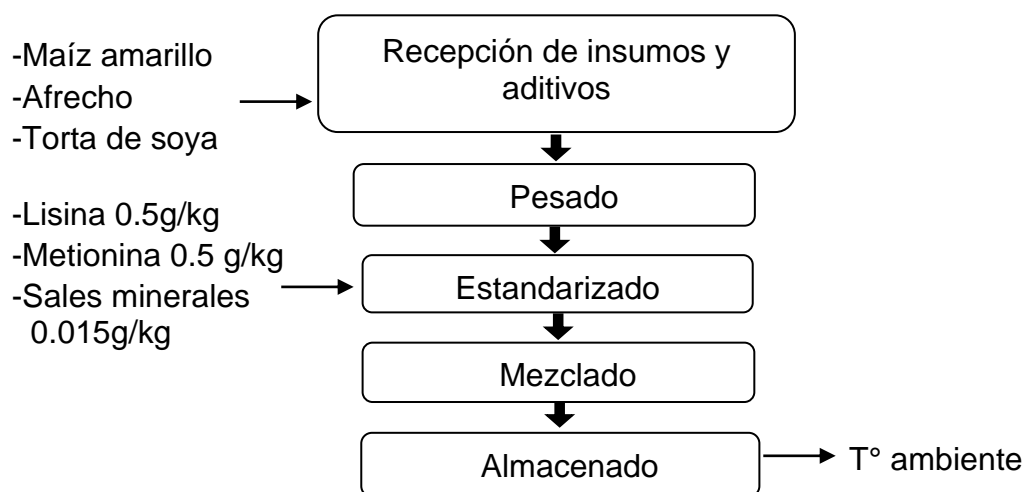 -Maíz amarillo
-Afrecho
-Torta de soya
Recepción de insumos y
aditivos
Pesado
-Lisina 0.5g/kg
-Metionina 0.5 g/kg
-Sales minerales
0.015g/kg
Estandarizado
Mezclado
Almacenado
T° ambiente